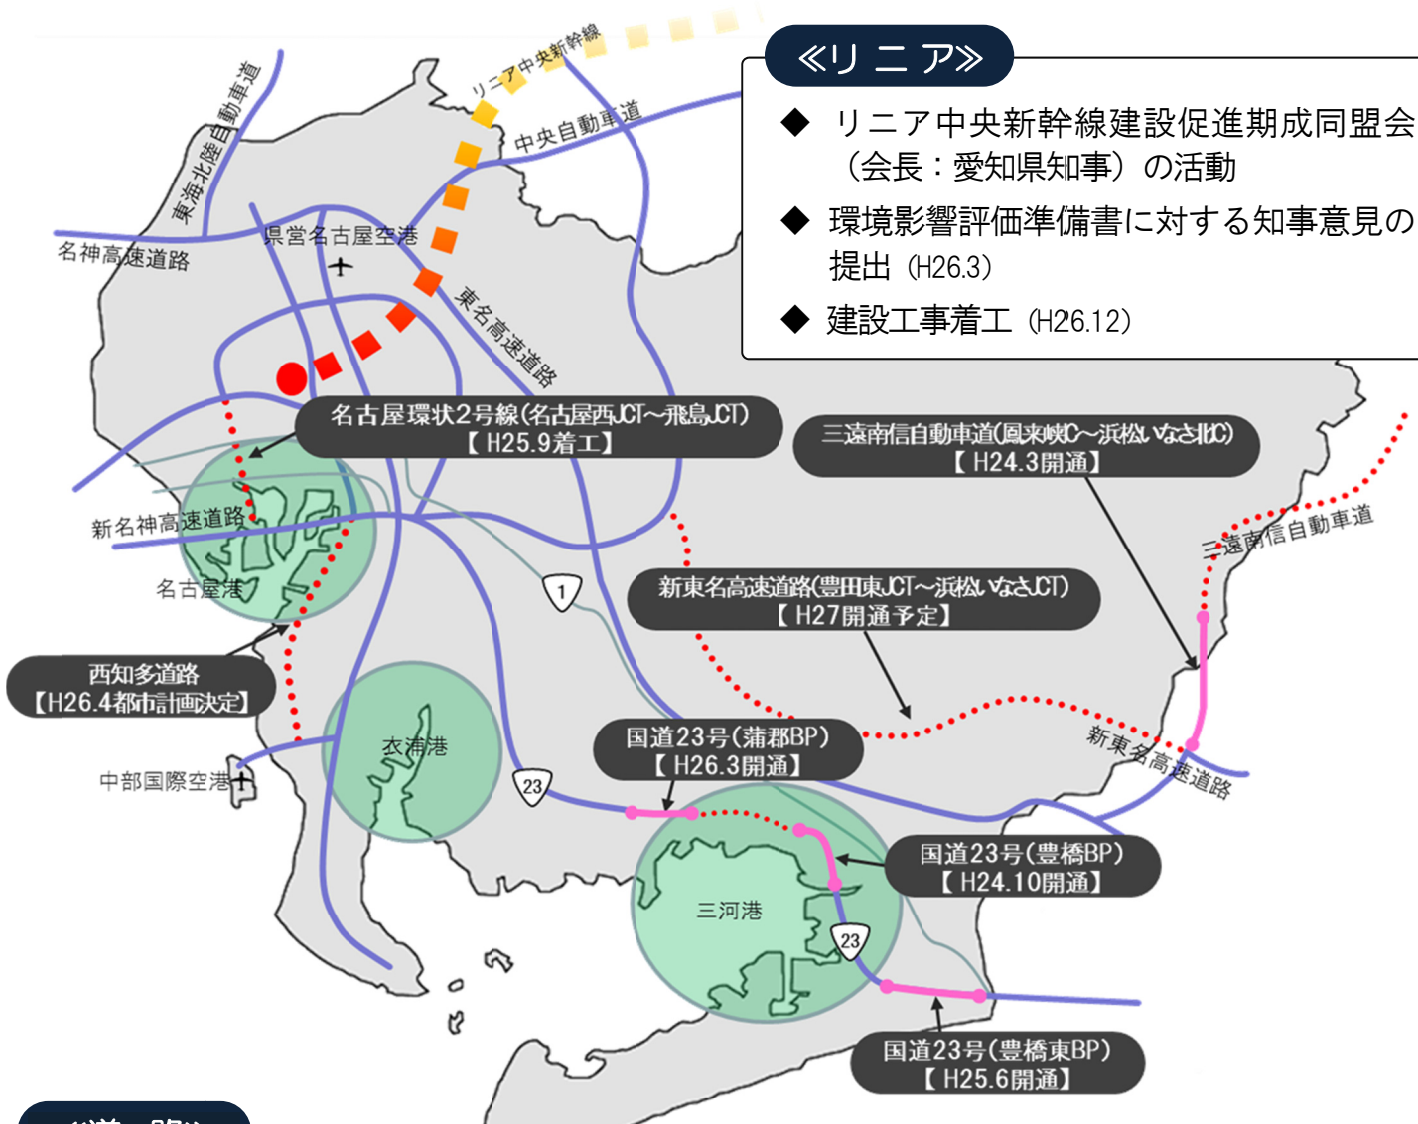 ≪リニア≫
◆ リニア中央新幹線建設促進期成同盟会
（会長：愛知県知事）の活動
◆ 環境影響評価準備書に対する知事意見の
提出（H26.3）
◆ 建設工事着工（H26.12）
リニア中央新幹線
中央自動車道
東海北陸自動車道
名神高速道路
県営名古屋空港
東名高速道路
名古屋環状２号線(名古屋西JCT～飛島JCT)
【 H25.9着工】
三遠南信自動車道(鳳来峡IC～浜松いなさ北IC)
【 H24.3開通】
新名神高速道路
三遠南信自動車道
名古屋港
1
新東名高速道路(豊田東JCT～浜松いなさJCT)
【 H27開通予定】
西知多道路
【H26.4都市計画決定】
衣浦港
国道23号(蒲郡BP)
【 H26.3開通】
新東名高速道路
中部国際空港
23
国道23号(豊橋BP)
【 H24.10開通】
三河港
23
国道23号(豊橋東BP)
【 H25.6開通】
≪道 路≫